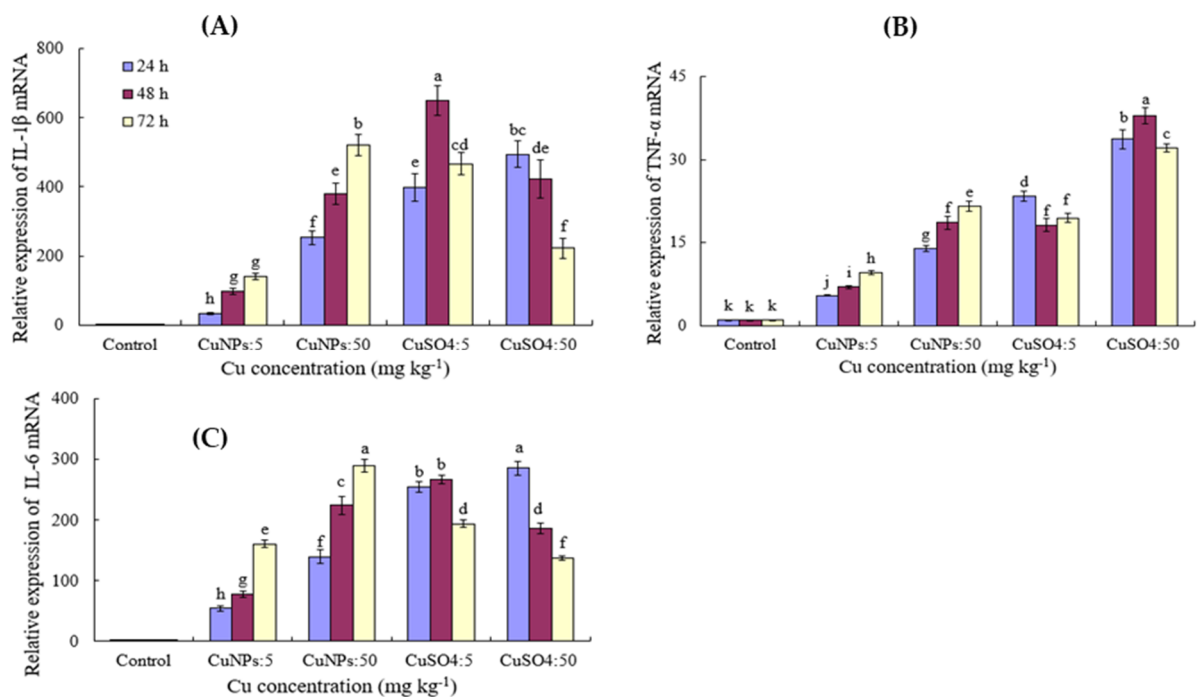 (A)
Relative expression of IL-1β mRNA
800
600
400
200
0
24 h
48 h
72 h
h g g
f e b
e a cd
bc de f
Control CuNPs:5 CuNPs:50 CuSO4:5 CuSO4:50
Cu concentration (mg kg⁻¹)
(B)
Relative expression of TNF-α mRNA
45
30
15
0
k k k
j i h
g f e
d f f
b a c
Control CuNPs:5 CuNPs:50 CuSO4:5 CuSO4:50
Cu concentration (mg kg⁻¹)
(C)
Relative expression of IL-6 mRNA
400
300
200
100
0
h g e
f c a
b b d
a d f
Control CuNPs:5 CuNPs:50 CuSO4:5 CuSO4:50
Cu concentration (mg kg⁻¹)